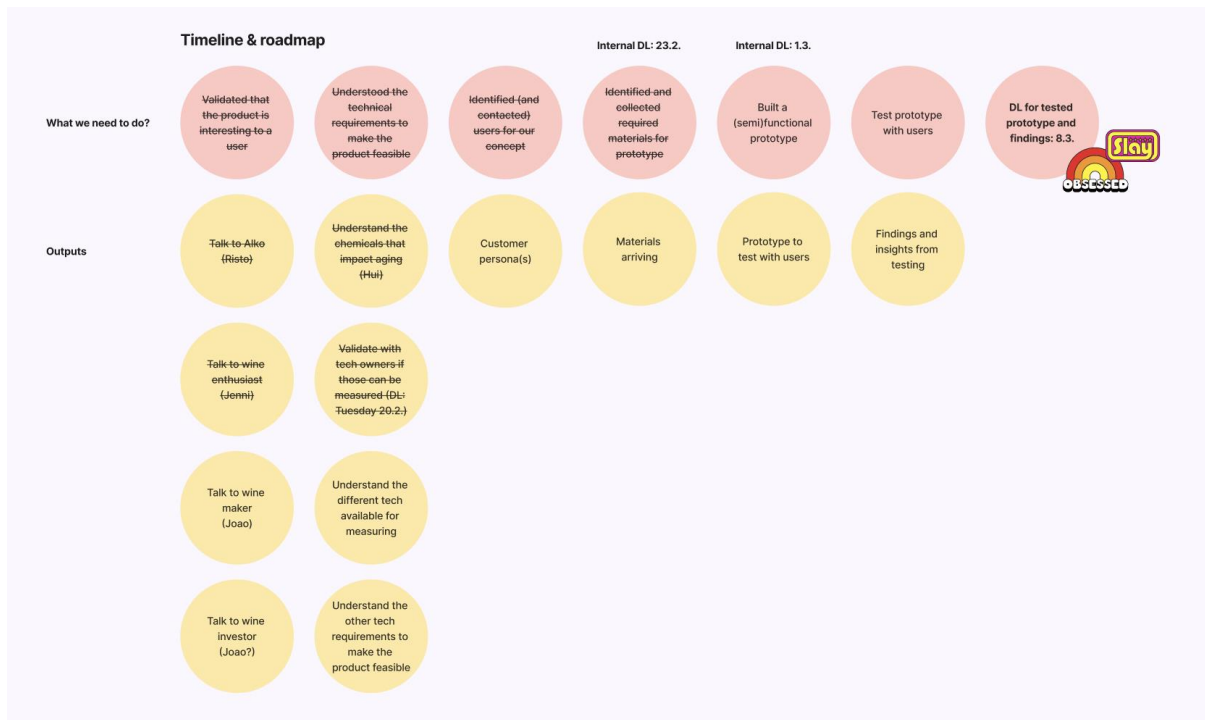 Timeline & roadmap
Internal DL: 23.2.
Internal DL: 1.3.
What we need to do?
Validated that
the product is
interesting to a
user
Understood the
technical
requirements to
make the
product feasible
Identified (and
contacted)
users for our
concept
Identified and
collected
required
materials for
prototype
Built a
(semi)functional
prototype
Test prototype
with users
DL for tested
prototype and
findings: 8.3.
Slay
OBSESSED
Outputs
Talk to Alko
(Risto)
Understand the
chemicals that
impact aging
(Hui)
Customer
persona(s)
Materials
arriving
Prototype to
test with users
Findings and
insights from
testing
Talk to wine
enthusiast
(Jenni)
Validate with
tech owners if
those can be
measured (DL:
Tuesday 20.2.)
Talk to wine
maker
(Joao)
Understand the
different tech
available for
measuring
Talk to wine
investor
(Joao?)
Understand the
other tech
requirements to
make the
product feasible